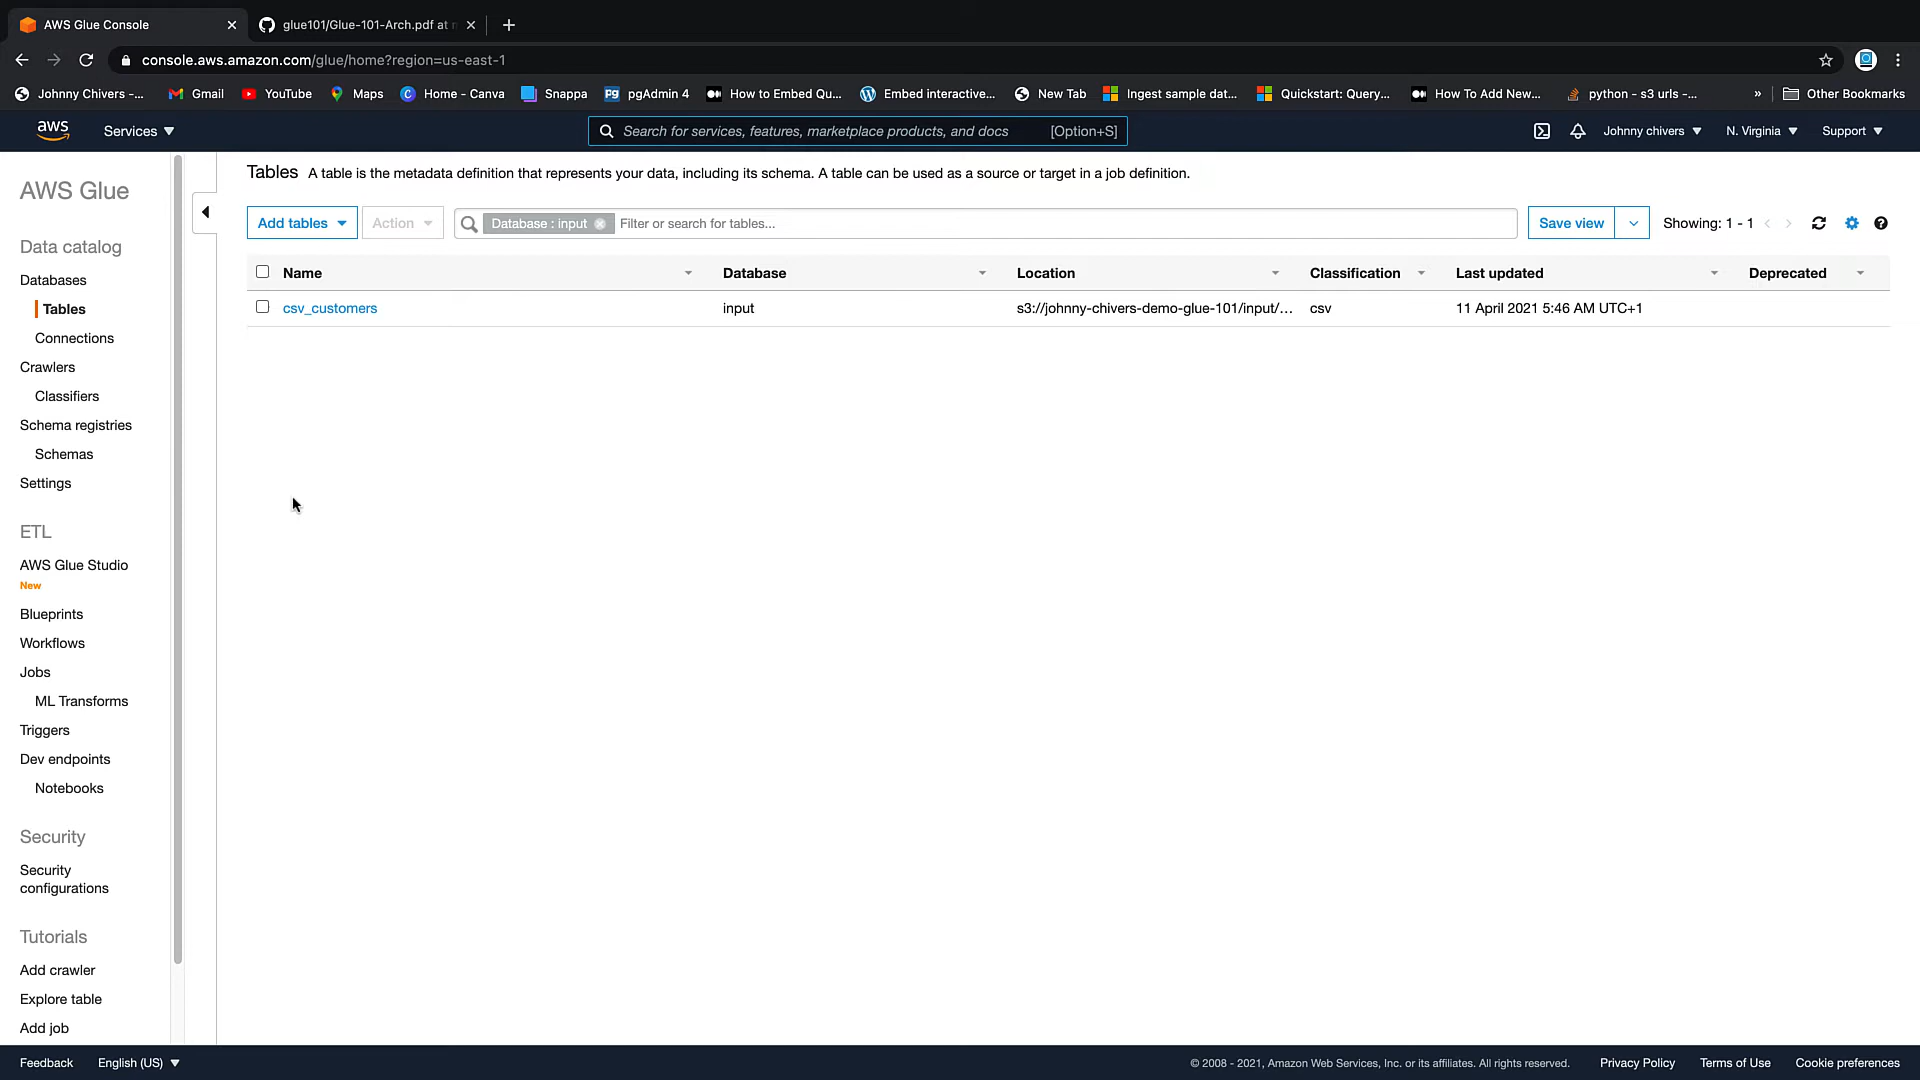 AWS Glue Console
glue101/Glue-101-Arch.pdf at
console.aws.amazon.com/glue/home?region=us-east-1
Johnny Chivers -...
Gmail
YouTube
Maps
Home - Canva
Snappa
pgAdmin 4
How to Embed Qu...
Embed interactive...
New Tab
Ingest sample dat...
Quickstart: Query...
How To Add New...
python - s3 urls -...
»
Other Bookmarks
aws
Services
Search for services, features, marketplace products, and docs
[Option+S]
Johnny chivers
N. Virginia
Support
AWS Glue
Data catalog
Databases
Tables
Connections
Crawlers
Classifiers
Schema registries
Schemas
Settings
ETL
AWS Glue Studio
New
Blueprints
Workflows
Jobs
ML Transforms
Triggers
Dev endpoints
Notebooks
Security
Security
configurations
Tutorials
Add crawler
Explore table
Add job
Tables A table is the metadata definition that represents your data, including its schema. A table can be used as a source or target in a job definition.
Add tables
Action
Database : input
Filter or search for tables...
Save view
Showing: 1 - 1
Name Database Location Classification Last updated Deprecated
csv_customers input s3://johnny-chivers-demo-glue-101/input/... csv 11 April 2021 5:46 AM UTC+1
Feedback
English (US)
© 2008 - 2021, Amazon Web Services, Inc. or its affiliates. All rights reserved.
Privacy Policy
Terms of Use
Cookie preferences